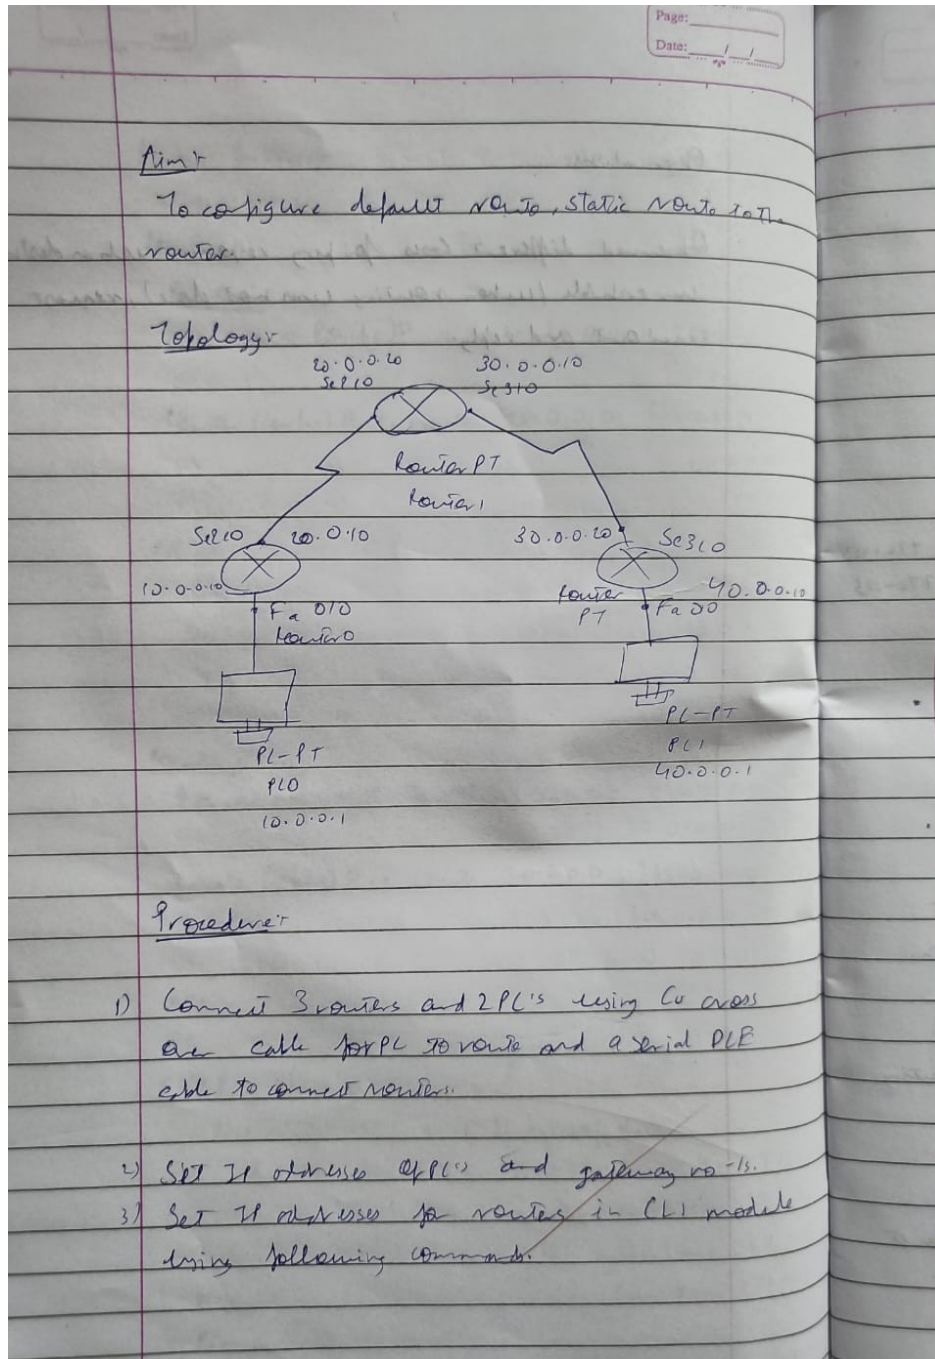 Page:
Date: / /
Aim:
To configure default route, static route to the
router.
Topology:
20.0.0.20 30.0.0.10
Se2/0 Se3/0
Router PT
Router1
Se2/0 20.0.10 30.0.0.20 Se3/0
10.0.0.10 Router 40.0.0.10
Fa 0/0 PT Fa 0/0
Router0
PC-PT PC-PT
PC0 PC1
10.0.0.1 40.0.0.1
Procedure:
1) Connect 3 routers and 2 PC's using Cu cross
over cable for PC to route and a serial DCE
cable to connect routers.
2) Set IP addresses of PC's and gateway no-1s.
3) Set IP addresses for routers in CLI module
using following commands.